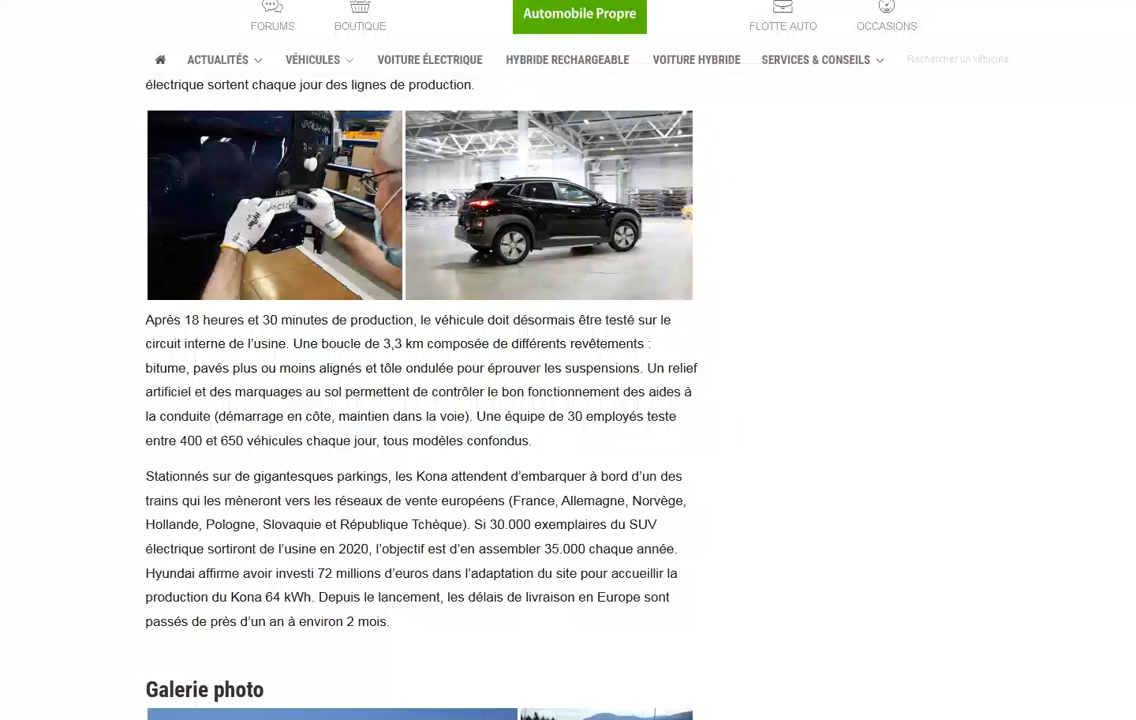 FORUMS
BOUTIQUE
Automobile Propre
FLOTTE AUTO
OCCASIONS
ACTUALITÉS
VÉHICULES
VOITURE ÉLECTRIQUE
HYBRIDE RECHARGEABLE
VOITURE HYBRIDE
SERVICES & CONSEILS
Rechercher un véhicule
électrique sortent chaque jour des lignes de production.
Après 18 heures et 30 minutes de production, le véhicule doit désormais être testé sur le
circuit interne de l’usine. Une boucle de 3,3 km composée de différents revêtements :
bitume, pavés plus ou moins alignés et tôle ondulée pour éprouver les suspensions. Un relief
artificiel et des marquages au sol permettent de contrôler le bon fonctionnement des aides à
la conduite (démarrage en côte, maintien dans la voie). Une équipe de 30 employés teste
entre 400 et 650 véhicules chaque jour, tous modèles confondus.
Stationnés sur de gigantesques parkings, les Kona attendent d’embarquer à bord d’un des
trains qui les mèneront vers les réseaux de vente européens (France, Allemagne, Norvège,
Hollande, Pologne, Slovaquie et République Tchèque). Si 30.000 exemplaires du SUV
électrique sortiront de l’usine en 2020, l’objectif est d’en assembler 35.000 chaque année.
Hyundai affirme avoir investi 72 millions d’euros dans l’adaptation du site pour accueillir la
production du Kona 64 kWh. Depuis le lancement, les délais de livraison en Europe sont
passés de près d’un an à environ 2 mois.
Galerie photo